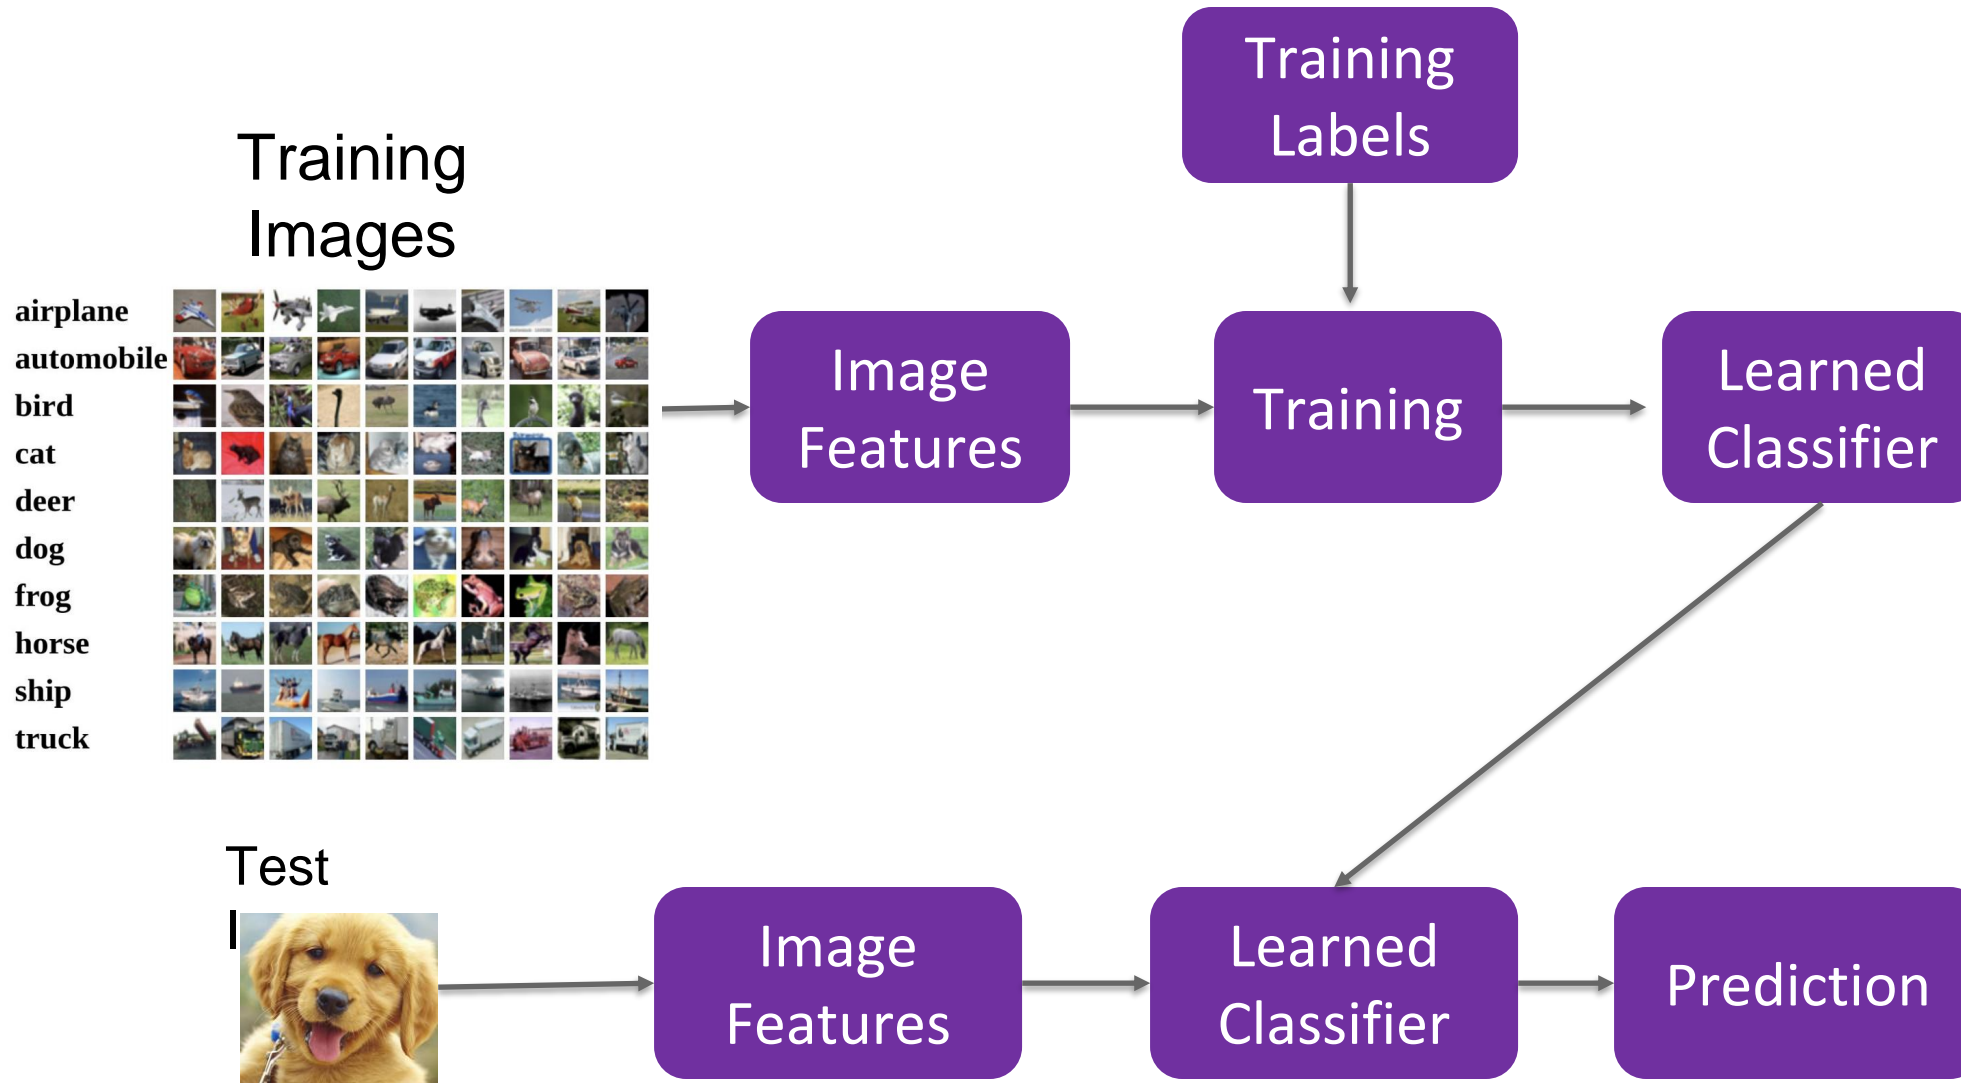 Training
Labels
Training
Images
airplane
automobile
bird
cat
deer
dog
frog
horse
ship
truck
Image
Features
Training
Learned
Classifier
Test
Image
Features
Learned
Classifier
Prediction